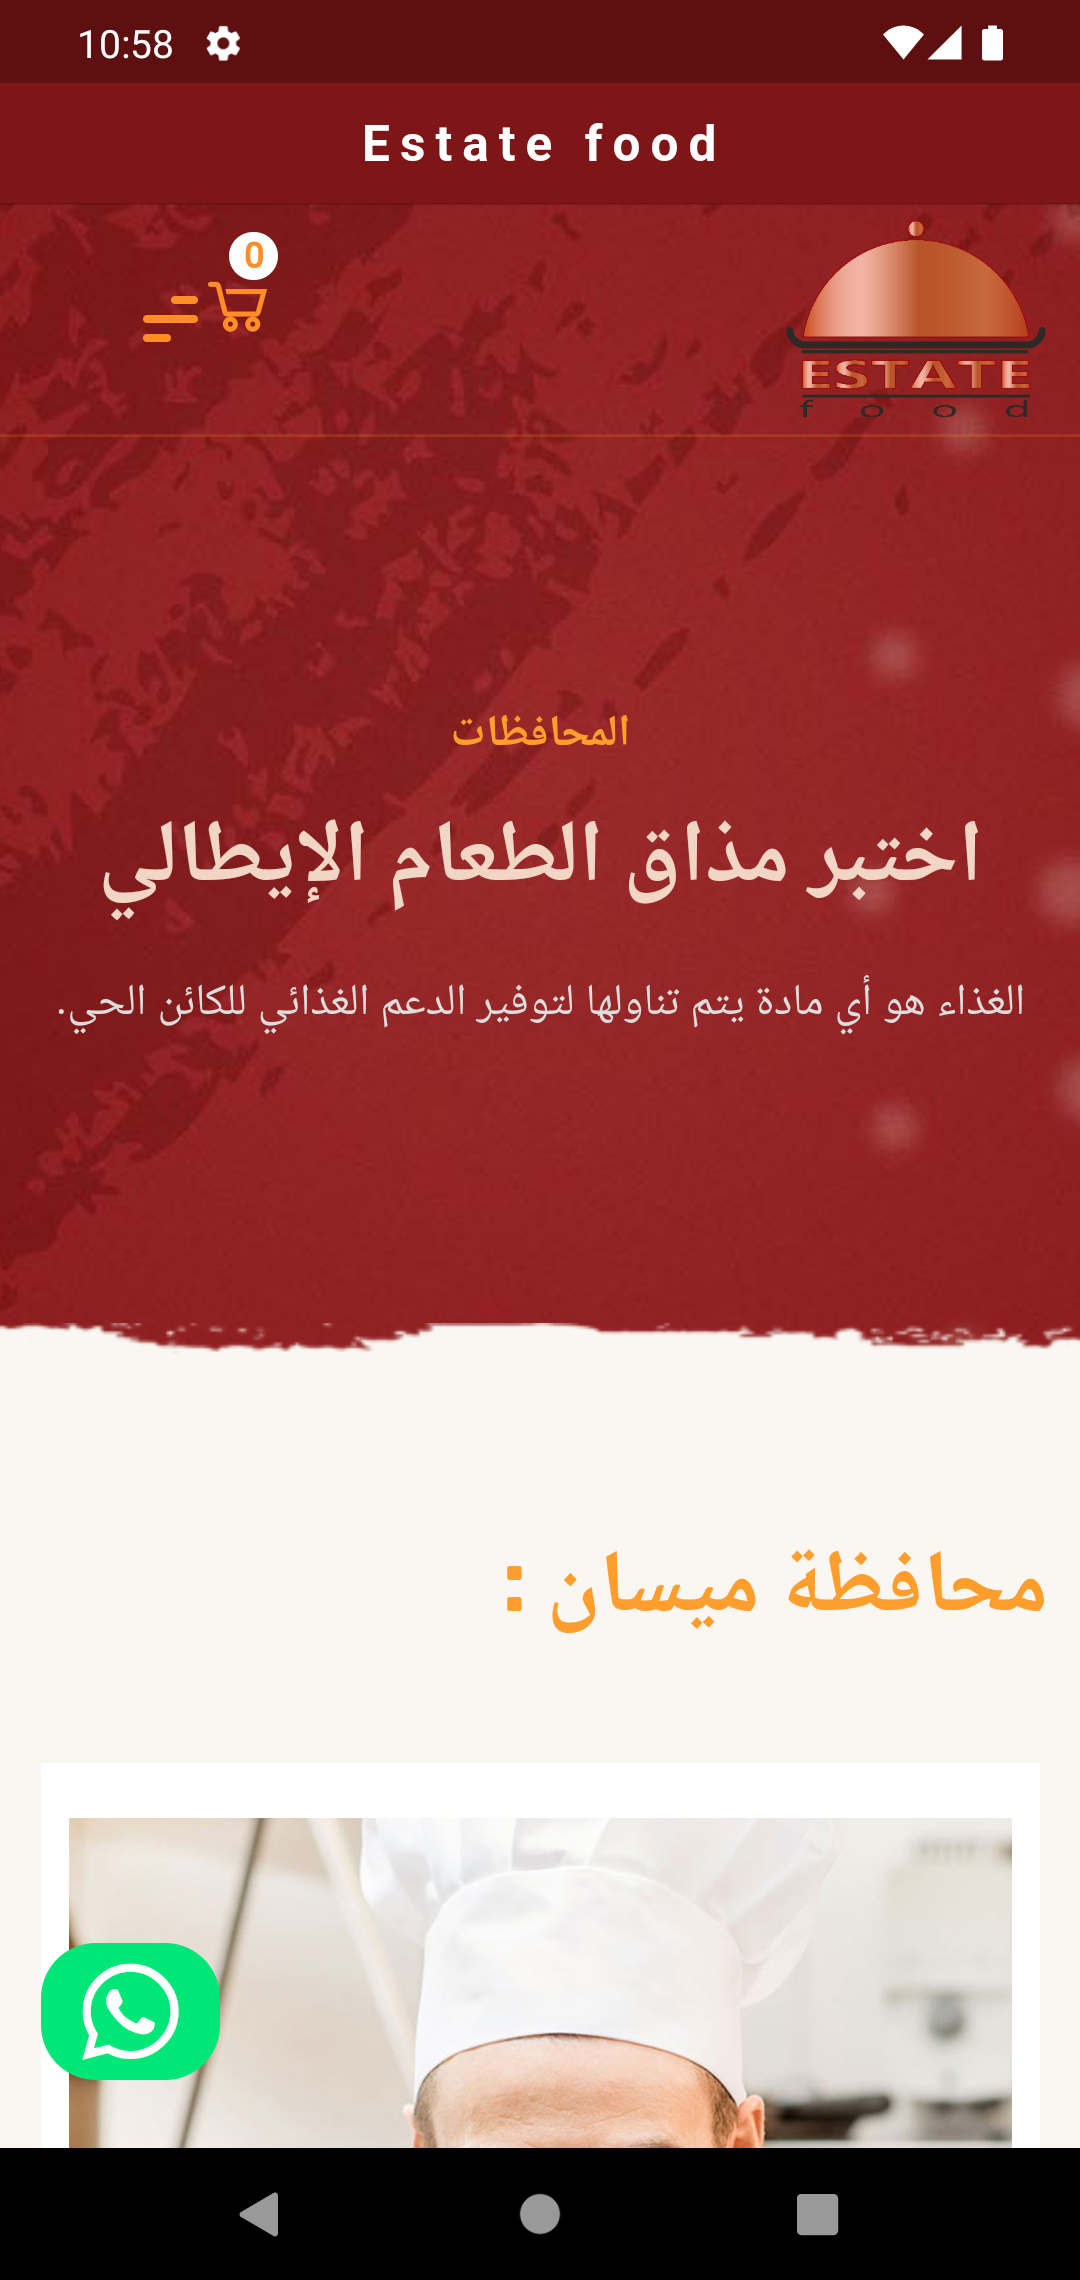 10:58
Estate food
0
ESTATE
food
المحافظات
اختبر مذاق الطعام الإيطالي
الغذاء هو أي مادة يتم تناولها لتوفير الدعم الغذائي للكائن الحي.
محافظة ميسان :